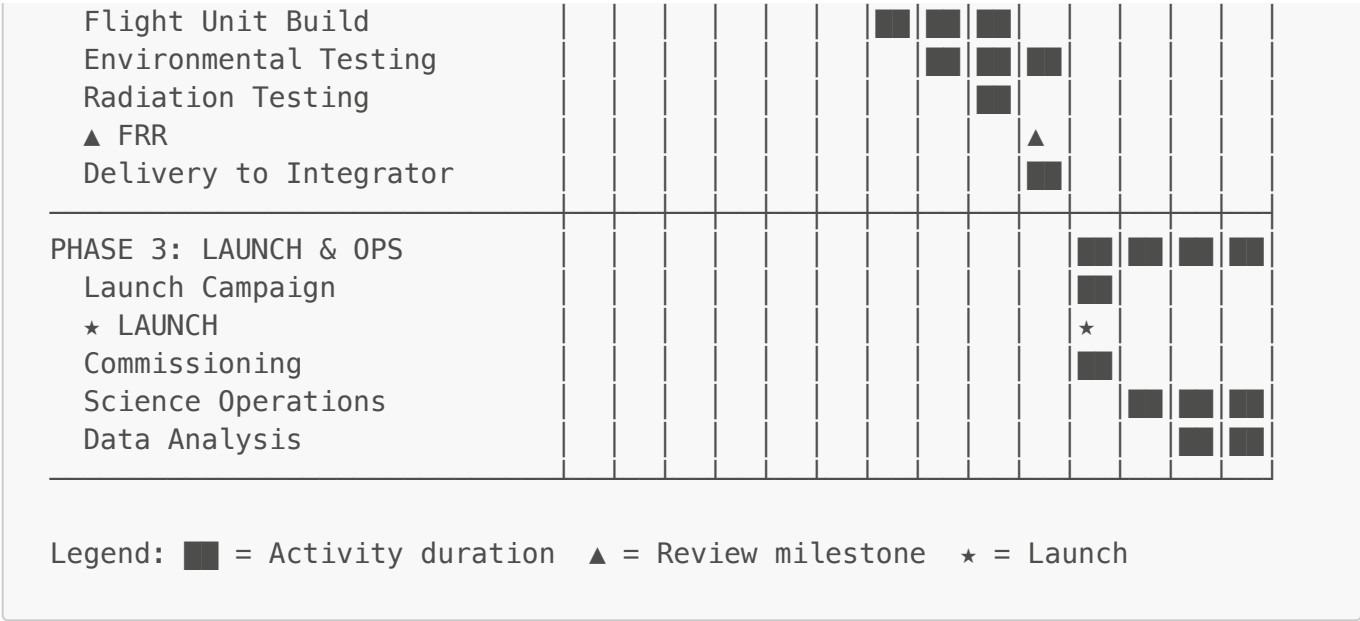 Flight Unit Build                             │  │  │  │  │  │  │██│██│██│  │  │  │  │  │
Environmental Testing                         │  │  │  │  │  │  │  │██│██│██│  │  │  │  │
Radiation Testing                             │  │  │  │  │  │  │  │  │██│  │  │  │  │  │
▲ FRR                                         │  │  │  │  │  │  │  │  │  │▲ │  │  │  │  │
Delivery to Integrator                        │  │  │  │  │  │  │  │  │  │██│  │  │  │  │
PHASE 3: LAUNCH & OPS                         │  │  │  │  │  │  │  │  │  │  │██│██│██│██│
Launch Campaign                               │  │  │  │  │  │  │  │  │  │  │██│  │  │  │
★ LAUNCH                                      │  │  │  │  │  │  │  │  │  │  │★ │  │  │  │
Commissioning                                 │  │  │  │  │  │  │  │  │  │  │██│  │  │  │
Science Operations                            │  │  │  │  │  │  │  │  │  │  │  │██│██│██│
Data Analysis                                 │  │  │  │  │  │  │  │  │  │  │  │  │██│██│
Legend: ██ = Activity duration  ▲ = Review milestone  ★ = Launch